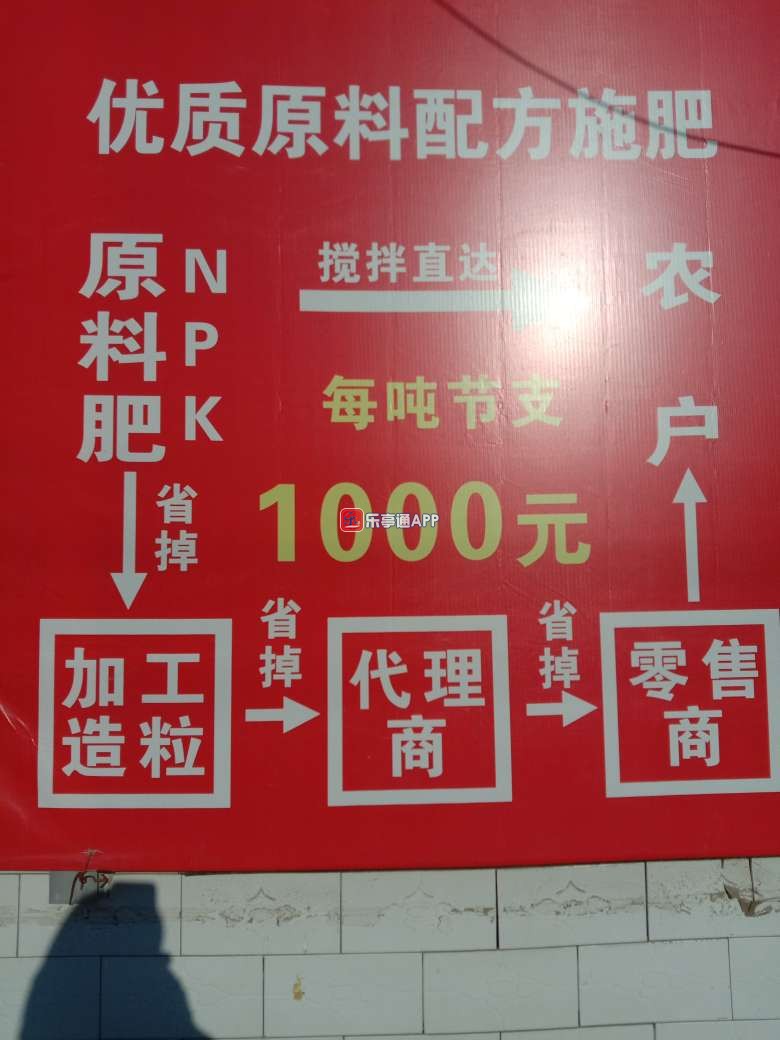 优质原料配方施肥
原料肥
NPK
搅拌直达
农户
每吨节支
1000元
乐亭通APP
省掉
加工
造粒
省掉
代理
商
省掉
零售
商